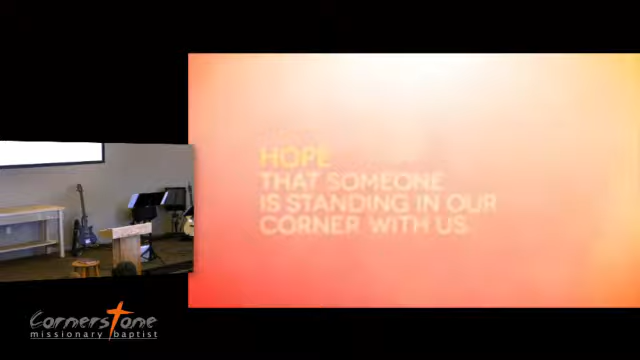 HOPE
THAT SOMEONE
IS STANDING IN OUR
CORNER WITH US.
Cornerstone
missionary baptist